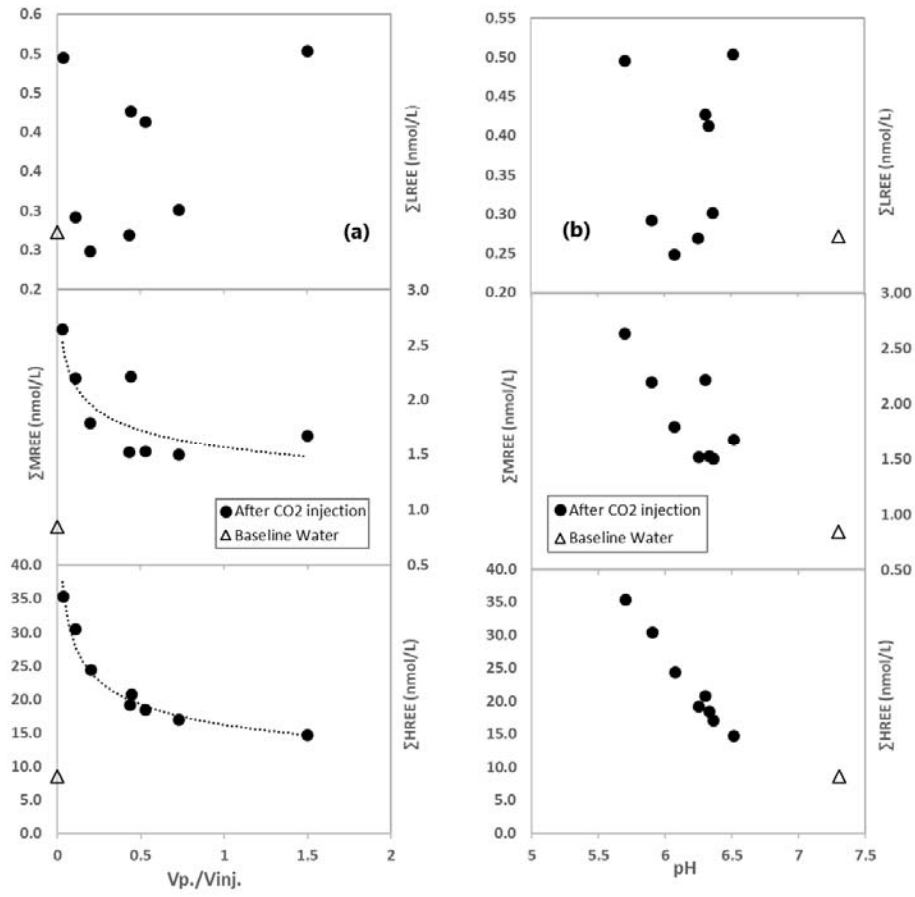 0.6
0.5
0.5
0.4
0.4
0.3
0.3
0.2
∑LREE (nmol/L)
(a)
3.0
2.5
2.0
1.5
1.0
0.5
∑MREE (nmol/L)
After CO2 injection
Baseline Water
40.0
35.0
30.0
25.0
20.0
15.0
10.0
5.0
0.0
∑HREE (nmol/L)
0 0.5 1 1.5 2
Vp./Vinj.
0.55
0.50
0.45
0.40
0.35
0.30
0.25
0.20
∑LREE (nmol/L)
(b)
3.00
2.50
2.00
1.50
1.00
0.50
∑MREE (nmol/L)
After CO2 injection
Baseline Water
40.0
35.0
30.0
25.0
20.0
15.0
10.0
5.0
0.0
∑HREE (nmol/L)
5 5.5 6 6.5 7 7.5
pH